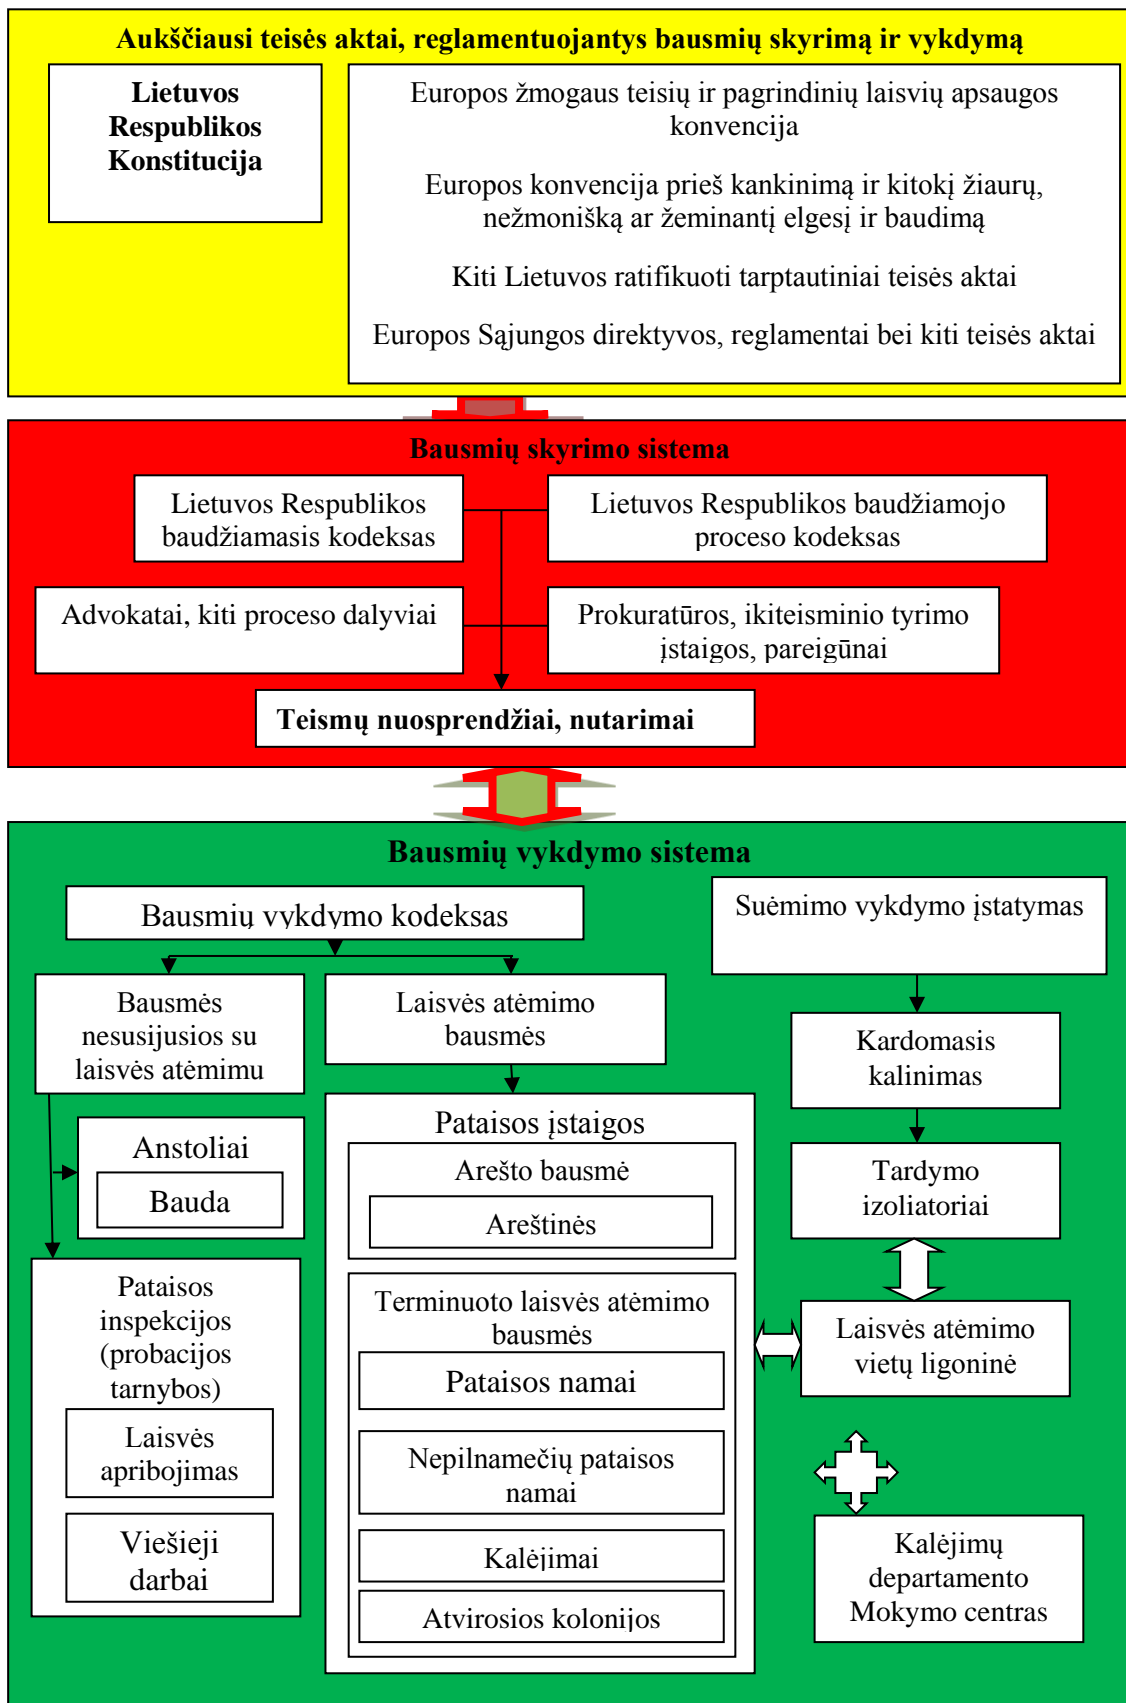 Aukščiausi teisės aktai, reglamentuojantys bausmių skyrimą ir vykdymą
Lietuvos
Respublikos
Konstitucija
Europos žmogaus teisių ir pagrindinių laisvių apsaugos
konvencija
Europos konvencija prieš kankinimą ir kitokį žiaurų,
nežmonišką ar žeminantį elgesį ir baudimą
Kiti Lietuvos ratifikuoti tarptautiniai teisės aktai
Europos Sąjungos direktyvos, reglamentai bei kiti teisės aktai
Bausmių skyrimo sistema
Lietuvos Respublikos
baudžiamasis kodeksas
Lietuvos Respublikos baudžiamojo
proceso kodeksas
Advokatai, kiti proceso dalyviai
Prokuratūros, ikiteisminio tyrimo
įstaigos, pareigūnai
Teismų nuosprendžiai, nutarimai
Bausmių vykdymo sistema
Bausmių vykdymo kodeksas
Suėmimo vykdymo įstatymas
Bausmės
nesusijusios su
laisvės atėmimu
Laisvės atėmimo
bausmės
Kardomasis
kalinimas
Anstoliai
Bauda
Pataisos įstaigos
Arešto bausmė
Areštinės
Tardymo
izoliatoriai
Pataisos
inspekcijos
(probacijos
tarnybos)
Laisvės
apribojimas
Viešieji
darbai
Terminuoto laisvės atėmimo
bausmės
Pataisos namai
Nepilnamečių pataisos
namai
Kalėjimai
Atvirosios kolonijos
Laisvės atėmimo
vietų ligoninė
Kalėjimų
departamento
Mokymo centras